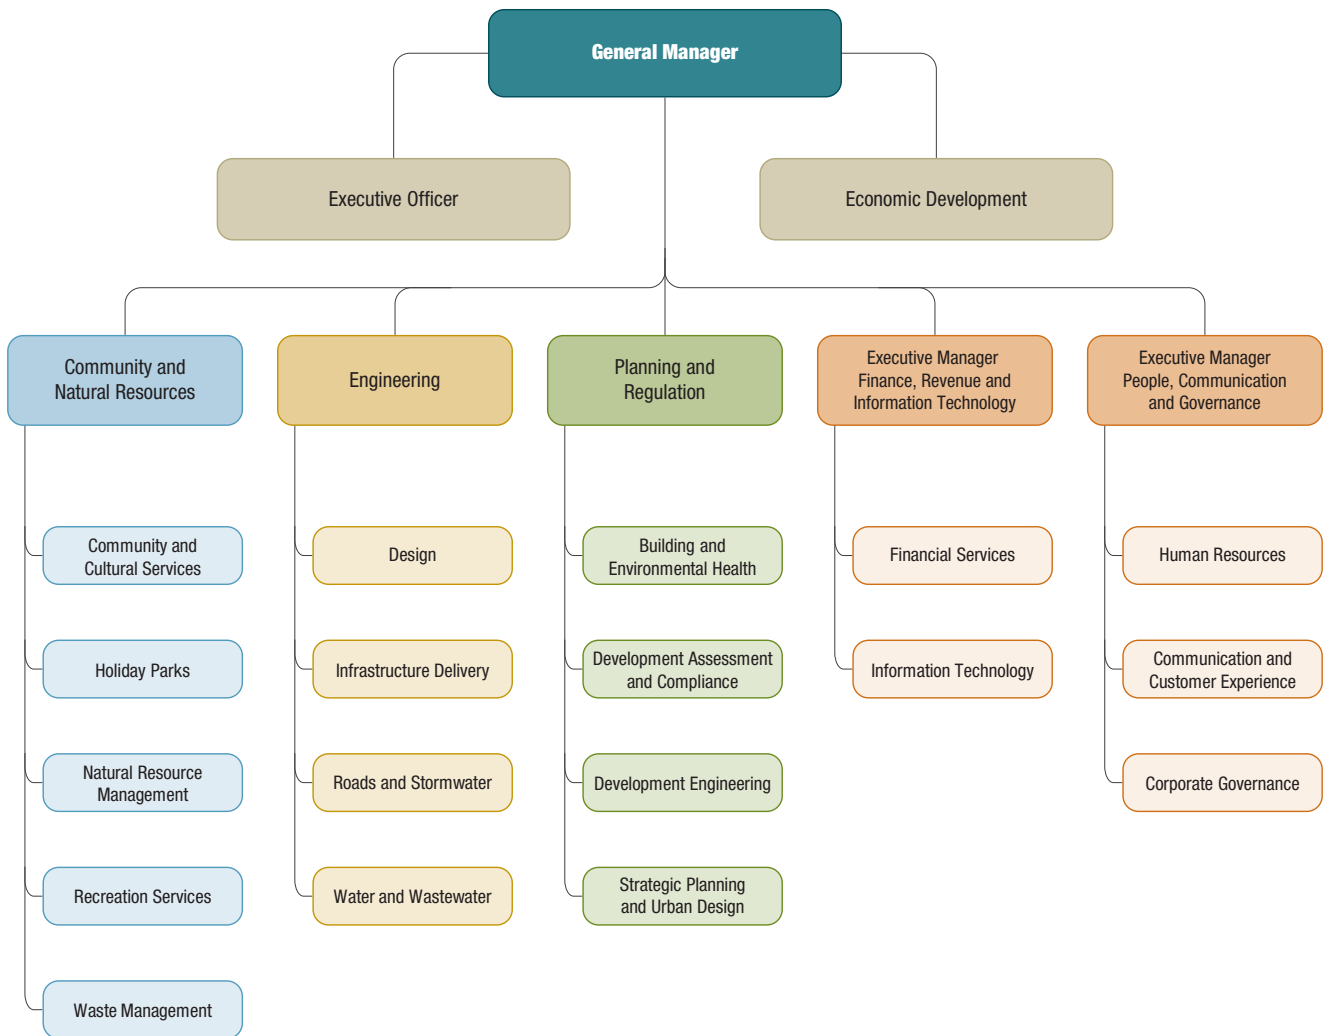 General Manager
Executive Officer
Economic Development
Community and
Natural Resources
Engineering
Planning and
Regulation
Executive Manager
Finance, Revenue and
Information Technology
Executive Manager
People, Communication
and Governance
Community and
Cultural Services
Design
Building and
Environmental Health
Financial Services
Human Resources
Holiday Parks
Infrastructure Delivery
Development Assessment
and Compliance
Information Technology
Communication and
Customer Experience
Natural Resource
Management
Roads and Stormwater
Development Engineering
Corporate Governance
Recreation Services
Water and Wastewater
Strategic Planning
and Urban Design
Waste Management